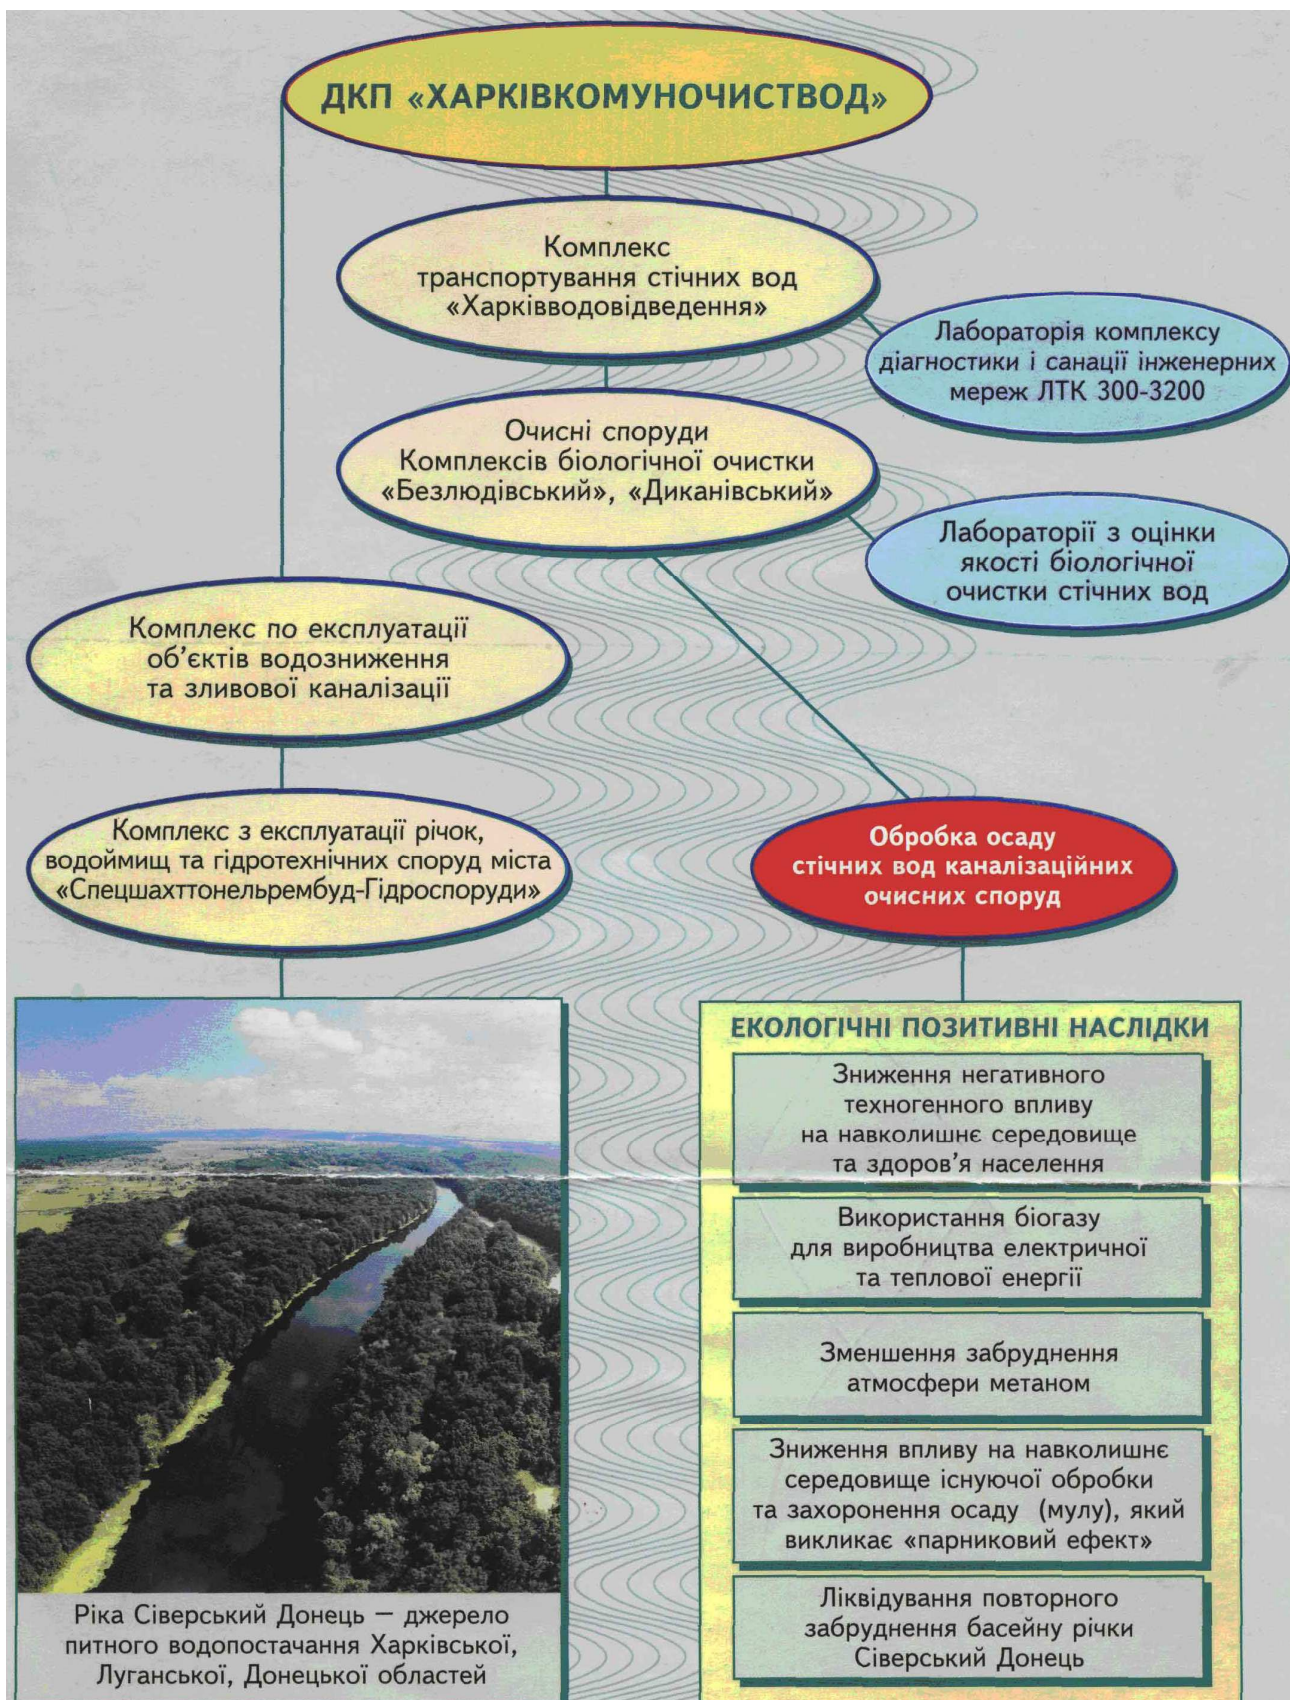 ДКП «ХАРКІВКОМУНОЧИСТВОД»
Комплекс
транспортування стічних вод
«Харківводовідведення»
Лабораторія комплексу
діагностики і санації інженерних
мереж ЛТК 300-3200
Очисні споруди
Комплексів біологічної очистки
«Безлюдівський», «Диканівський»
Лабораторії з оцінки
якості біологічної
очистки стічних вод
Комплекс по експлуатації
об’єктів водозниження
та зливової каналізації
Комплекс з експлуатації річок,
водоймищ та гідротехнічних споруд міста
«Спецшахттонельрембуд-Гідроспоруди»
Обробка осаду
стічних вод каналізаційних
очисних споруд
ЕКОЛОГІЧНІ ПОЗИТИВНІ НАСЛІДКИ
Зниження негативного
техногенного впливу
на навколишнє середовище
та здоров’я населення
Використання біогазу
для виробництва електричної
та теплової енергії
Зменшення забруднення
атмосфери метаном
Зниження впливу на навколишнє
середовище існуючої обробки
та захоронення осаду (мулу), який
викликає «парниковий ефект»
Ліквідування повторного
забруднення басейну річки
Сіверський Донець
Ріка Сіверський Донець — джерело
питного водопостачання Харківської,
Луганської, Донецької областей